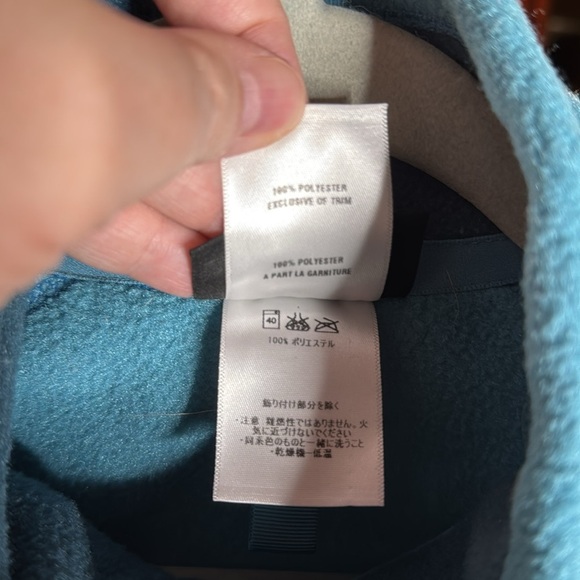 100% POLYESTER
EXCLUSIVE OF TRIM
100% POLYESTER
A PART LA GARNITURE
40
100% ポリエステル
飾り付け部分を除く
・注意 難燃性ではありません。火
気に近づけないでください
・同系色のものと一緒に洗うこと
・乾燥機ー低温